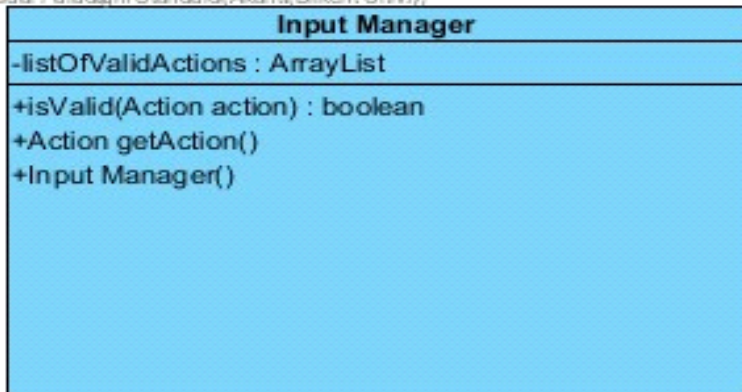 Input Manager
-listOfValidActions : ArrayList
+isValid(Action action) : boolean
+Action getAction()
+Input Manager()